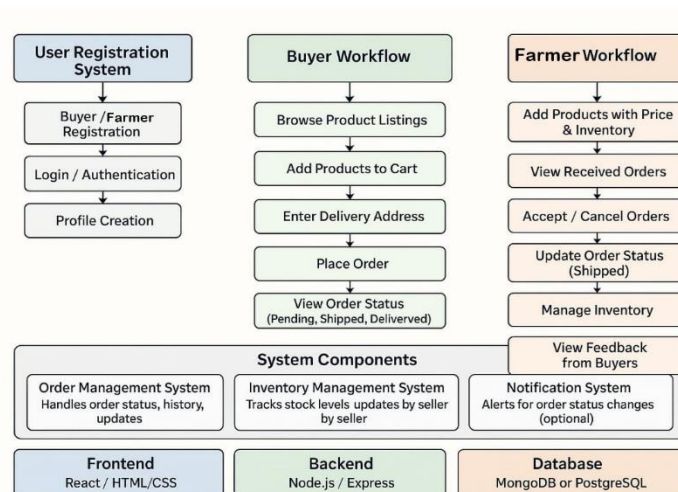 User Registration
System
Buyer / Farmer
Registration
Login / Authentication
Profile Creation
Buyer Workflow
Browse Product Listings
Add Products to Cart
Enter Delivery Address
Place Order
View Order Status
(Pending, Shipped, Deliverved)
Farmer Workflow
Add Products with Price
& Inventory
View Received Orders
Accept / Cancel Orders
Update Order Status
(Shipped)
Manage Inventory
View Feedback
from Buyers
System Components
Order Management System
Handles order status, history,
updates
Inventory Management System
Tracks stock levels updates by seller
by seller
Notification System
Alerts for order status changes
(optional)
Frontend
React / HTML/CSS
Backend
Node.js / Express
Database
MongoDB or PostgreSQL